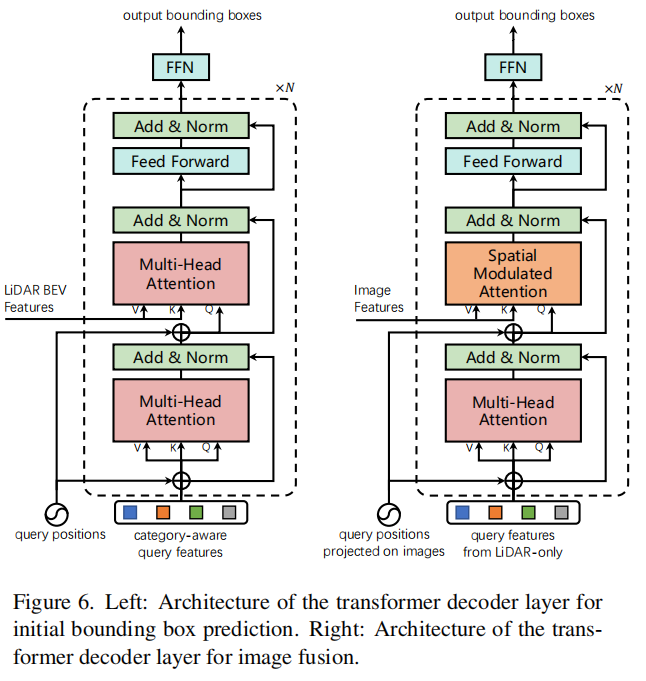 output bounding boxes
FFN
×N
Add & Norm
Feed Forward
Add & Norm
Multi-Head
Attention
LiDAR BEV
Features
V
K
Q
Add & Norm
Multi-Head
Attention
V
K
Q
query positions
category-aware
query features
output bounding boxes
FFN
×N
Add & Norm
Feed Forward
Add & Norm
Spatial
Modulated
Attention
Image
Features
V
K
Q
Add & Norm
Multi-Head
Attention
V
K
Q
query positions
projected on images
query features
from LiDAR-only
Figure 6. Left: Architecture of the transformer decoder layer for
initial bounding box prediction. Right: Architecture of the trans-
former decoder layer for image fusion.